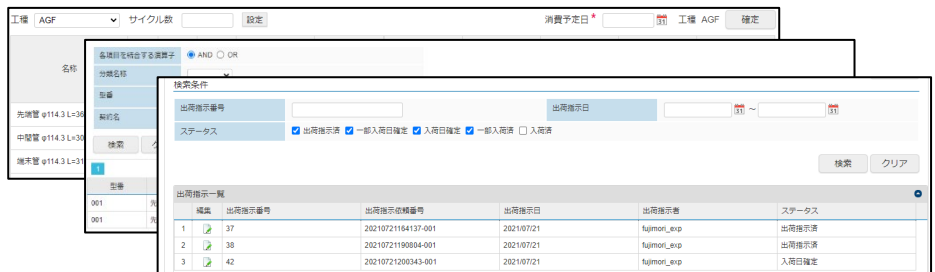 工種 AGF サイクル数 設定 消費予定日* 31 工種 AGF 確定
名称
先端管 φ114.3 L=36
中間管 φ114.3 L=30
端末管 φ114.3 L=31
各項目を結合する演算子 AND OR
分類名称
型番
契約名
検索
1
型番
001 先
001 先
検索条件
出荷指示番号 出荷指示日 31 ~ 31
ステータス 出荷指示済 一部入荷日確定 入荷日確定 一部入荷済 入荷済
検索 クリア
出荷指示一覧
編集 出荷指示番号 出荷指示依頼番号 出荷指示日 出荷指示者 ステータス
1 37 20210721164137-001 2021/07/21 fujimori_exp 出荷指示済
2 38 20210721190804-001 2021/07/21 fujimori_exp 出荷指示済
3 42 20210721200343-001 2021/07/21 fujimori_exp 入荷日確定